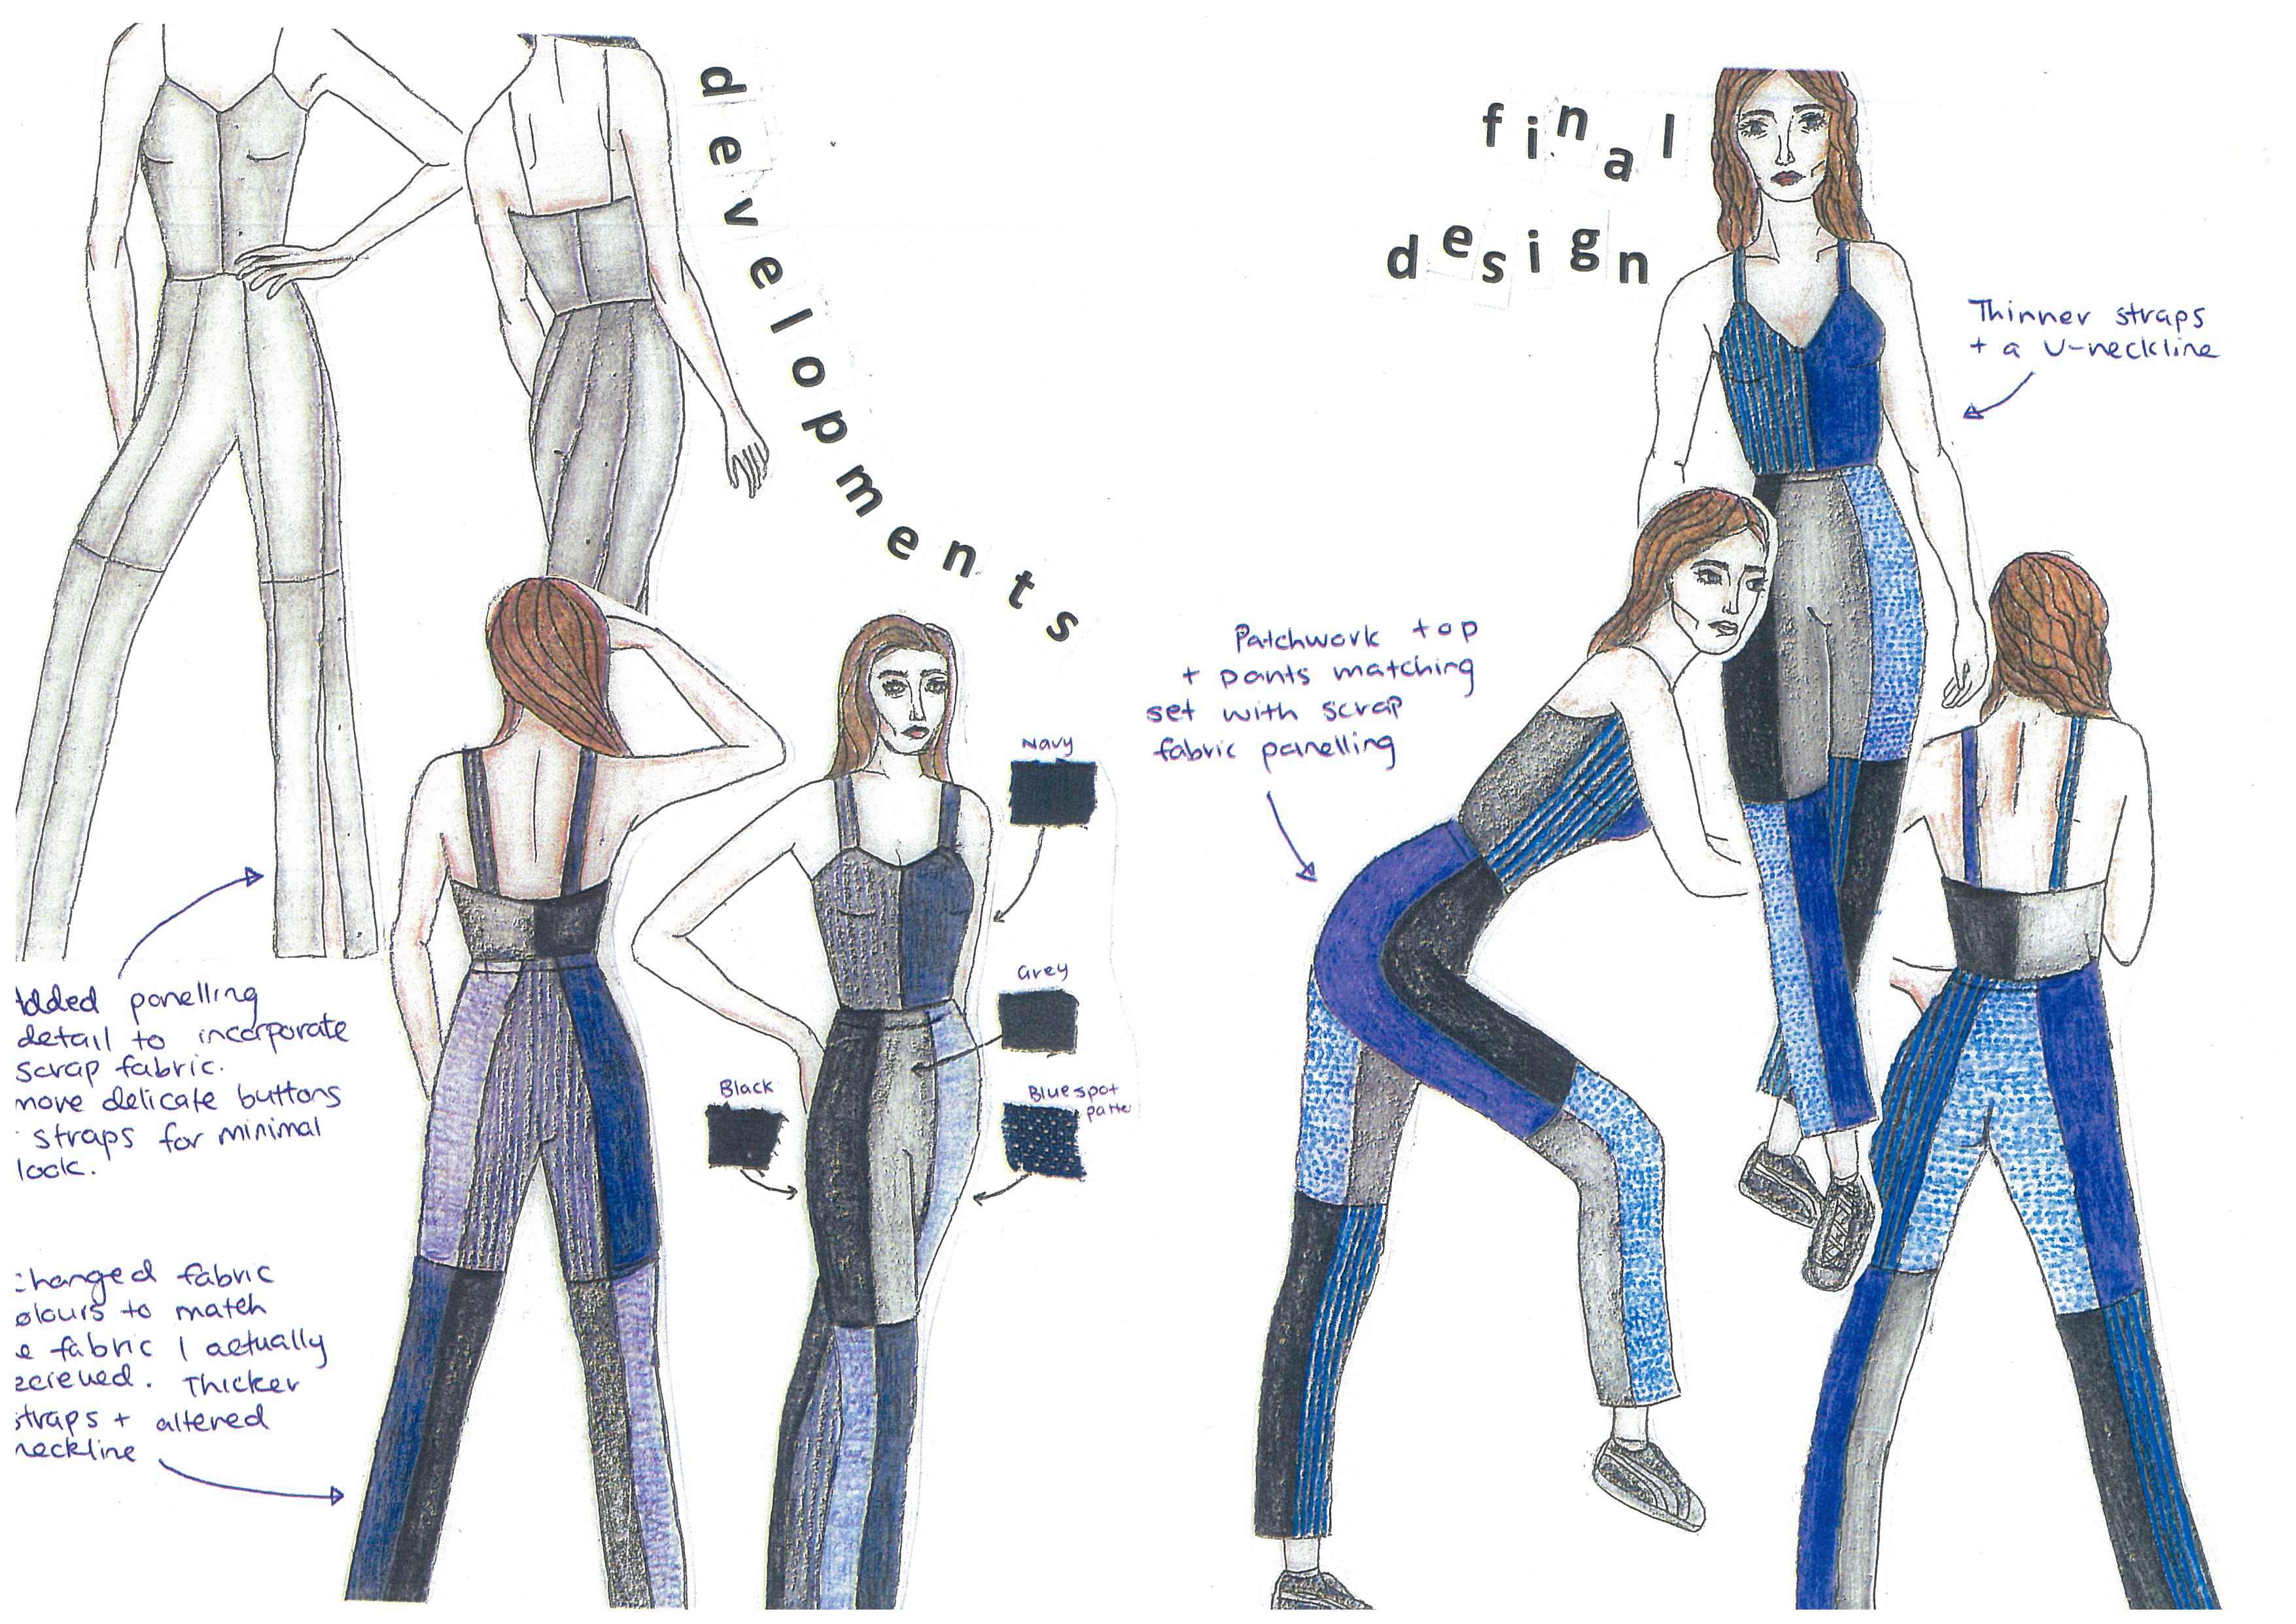 developments
Added panelling
detail to incorporate
scrap fabric.
more delicate buttons
straps for minimal
look.
changed fabric
colours to match
fabric I actually
recieved. Thicker
straps + altered
neckline
Navy
Grey
Black
Blue spot
patte
final
design
Thinner straps
+ a V-neckline
Patchwork top
+ pants matching
set with scrap
fabric panelling